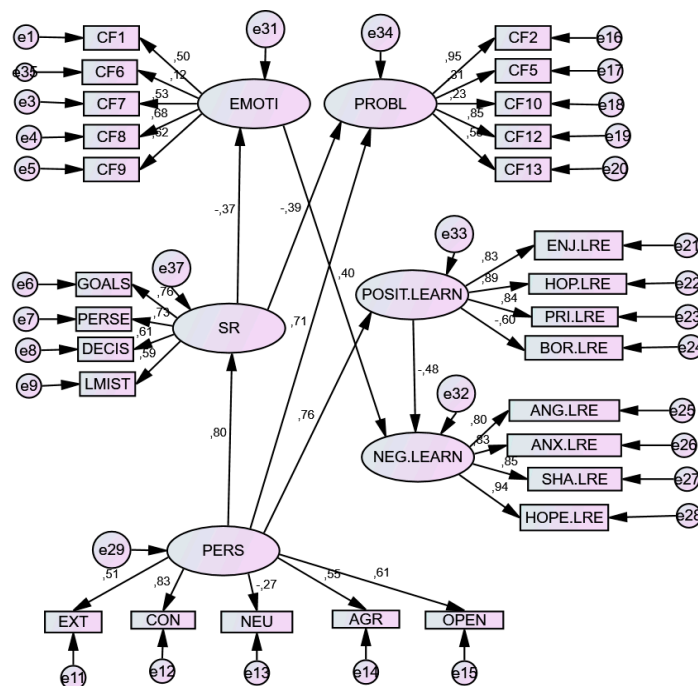 e1 CF1 e31 e34 CF2 e16
,50 ,95
e35 CF6 ,12 ,31 CF5 e17
e3 CF7 ,53 EMOTI PROBL ,23 CF10 e18
e4 CF8 ,68 ,85 CF12 e19
e5 CF9 ,52 CF13 e20
-,37 -,39
e33 ENJ.LRE e21
,83
e6 GOALS e37 ,40 ,89 HOP.LRE e22
,76 POSIT.LEARN
e7 PERSE ,73 SR ,84 PRI.LRE e23
e8 DECIS ,61 ,71 -,60 BOR.LRE e24
,59
e9 LMIST -,48
e32 ,80 ANG.LRE e25
,80 ,76 ,83 ANX.LRE e26
NEG.LEARN
,85 SHA.LRE e27
,94
HOPE.LRE e28
e29 PERS
,51 ,83 -,27 ,55 ,61
EXT CON NEU AGR OPEN
e11 e12 e13 e14 e15